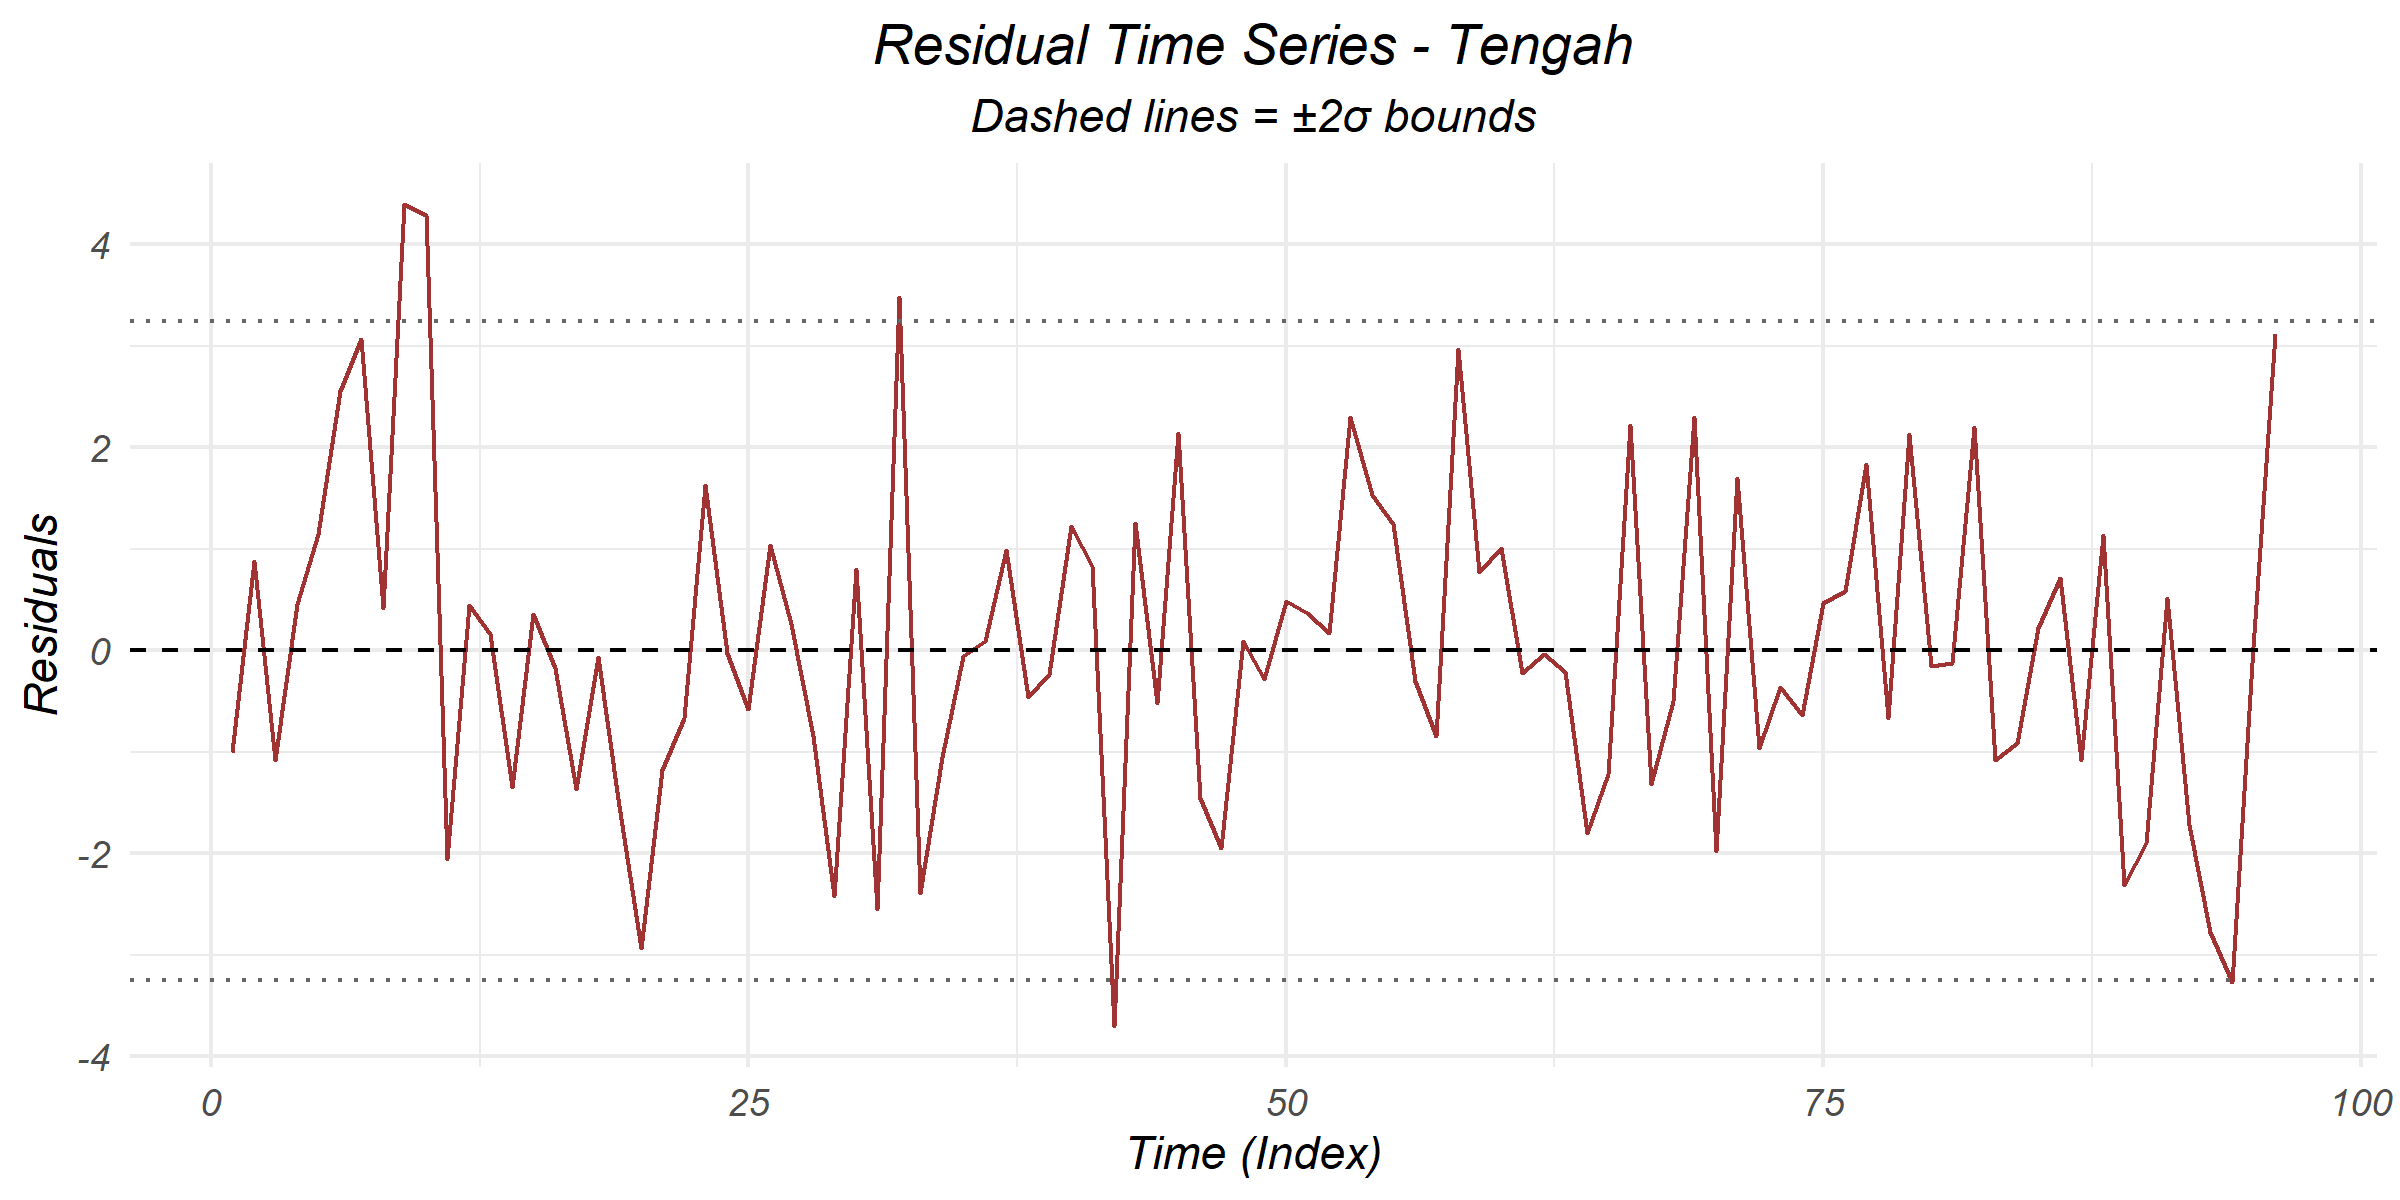 Residual Time Series - Tengah
Dashed lines = ±2σ bounds
Residuals
4
2
0
-2
-4
0 25 50 75 100
Time (Index)